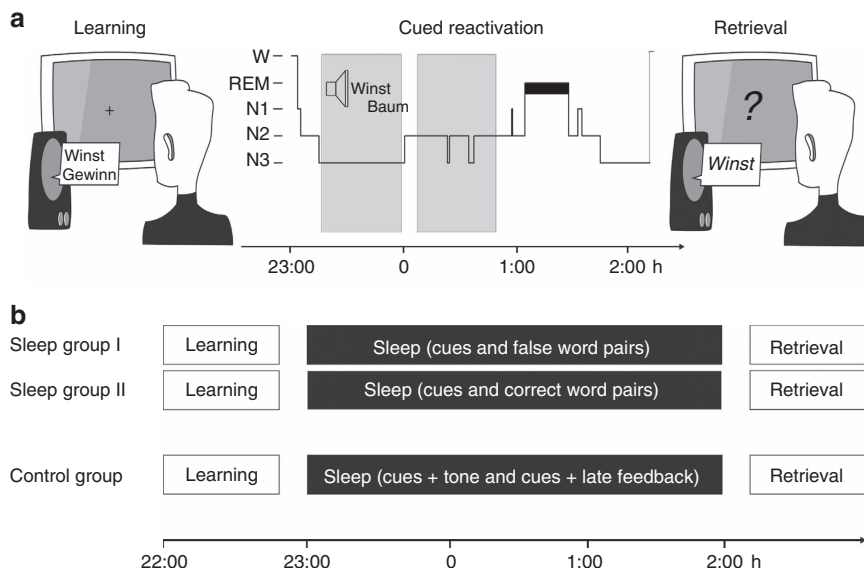 a
Learning
Cued reactivation
Retrieval
W
REM
N1
N2
N3
Winst
Baum
+
Winst
Gewinn
?
Winst
23:00
0
1:00
2:00 h
b
Sleep group I
Learning
Sleep (cues and false word pairs)
Retrieval
Sleep group II
Learning
Sleep (cues and correct word pairs)
Retrieval
Control group
Learning
Sleep (cues + tone and cues + late feedback)
Retrieval
22:00
23:00
0
1:00
2:00 h